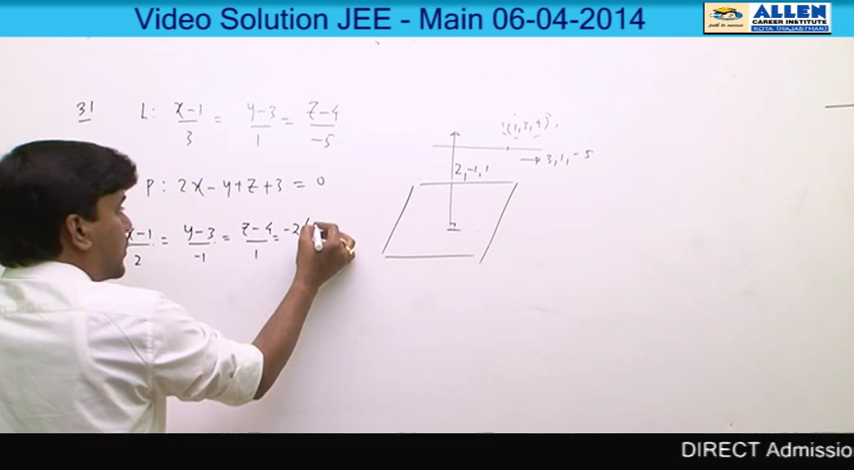 Video Solution JEE - Main 06-04-2014
ALLEN
CAREER INSTITUTE
KOTA (RAJASTHAN)
31 L: x-1/3 = y-3/1 = z-4/-5
(1,3,4)
→ 3,1,-5
2,-1,1
P: 2x-y+z+3=0
x-1/2 = y-3/-1 = z-4/1 = -2(
DIRECT Admissio